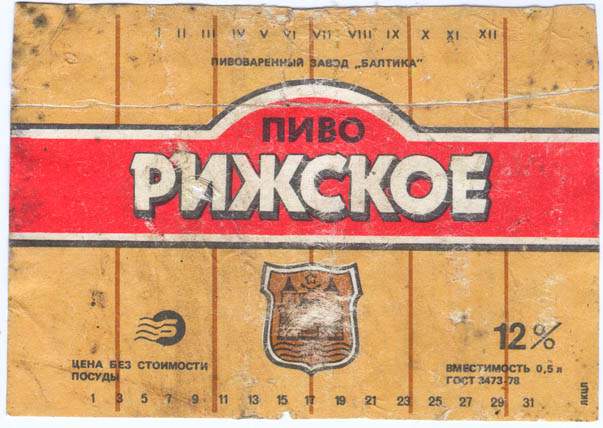 I II III IV V VI VII VIII IX X XI XII
ПИВОВАРЕННЫЙ ЗАВОД „БАЛТИКА“
ПИВО
РИЖСКОЕ
12%
ЦЕНА БЕЗ СТОИМОСТИ
ПОСУДЫ
ВМЕСТИМОСТЬ 0,5 л
ГОСТ 3473-78
1 3 5 7 9 11 13 15 17 19 21 23 25 27 29 31
ЛКЦП